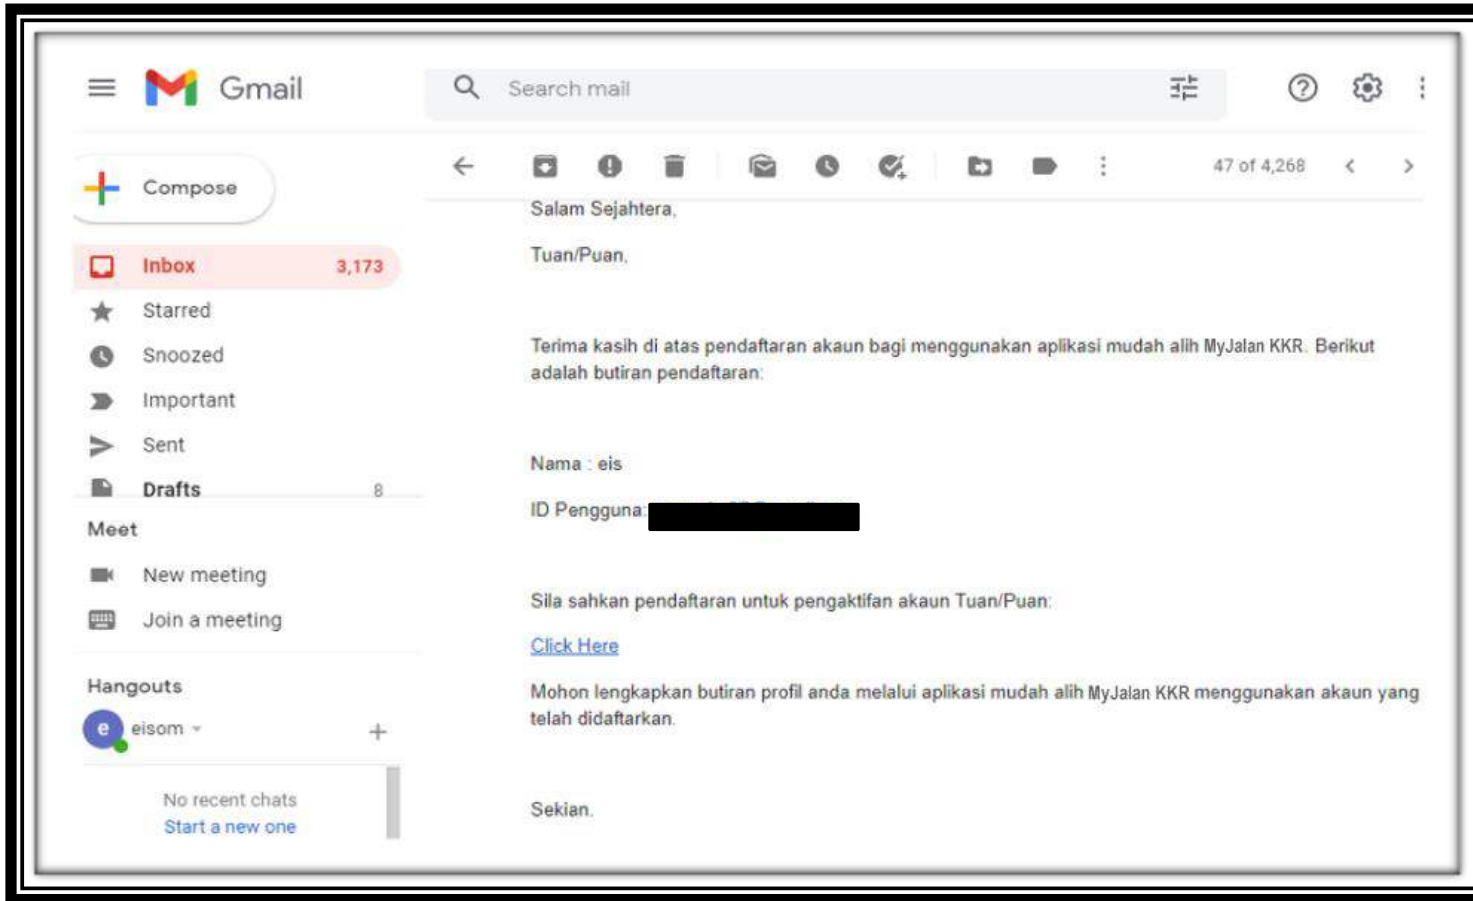 Gmail
Search mail
Compose
47 of 4,268
Inbox 3,173
Starred
Snoozed
Important
Sent
Drafts 8
Meet
New meeting
Join a meeting
Hangouts
e eisom
No recent chats
Start a new one
Salam Sejahtera,
Tuan/Puan,
Terima kasih di atas pendaftaran akaun bagi menggunakan aplikasi mudah alih MyJalan KKR. Berikut
adalah butiran pendaftaran:
Nama : eis
ID Pengguna:
Sila sahkan pendaftaran untuk pengaktifan akaun Tuan/Puan:
Click Here
Mohon lengkapkan butiran profil anda melalui aplikasi mudah alih MyJalan KKR menggunakan akaun yang
telah didaftarkan.
Sekian.